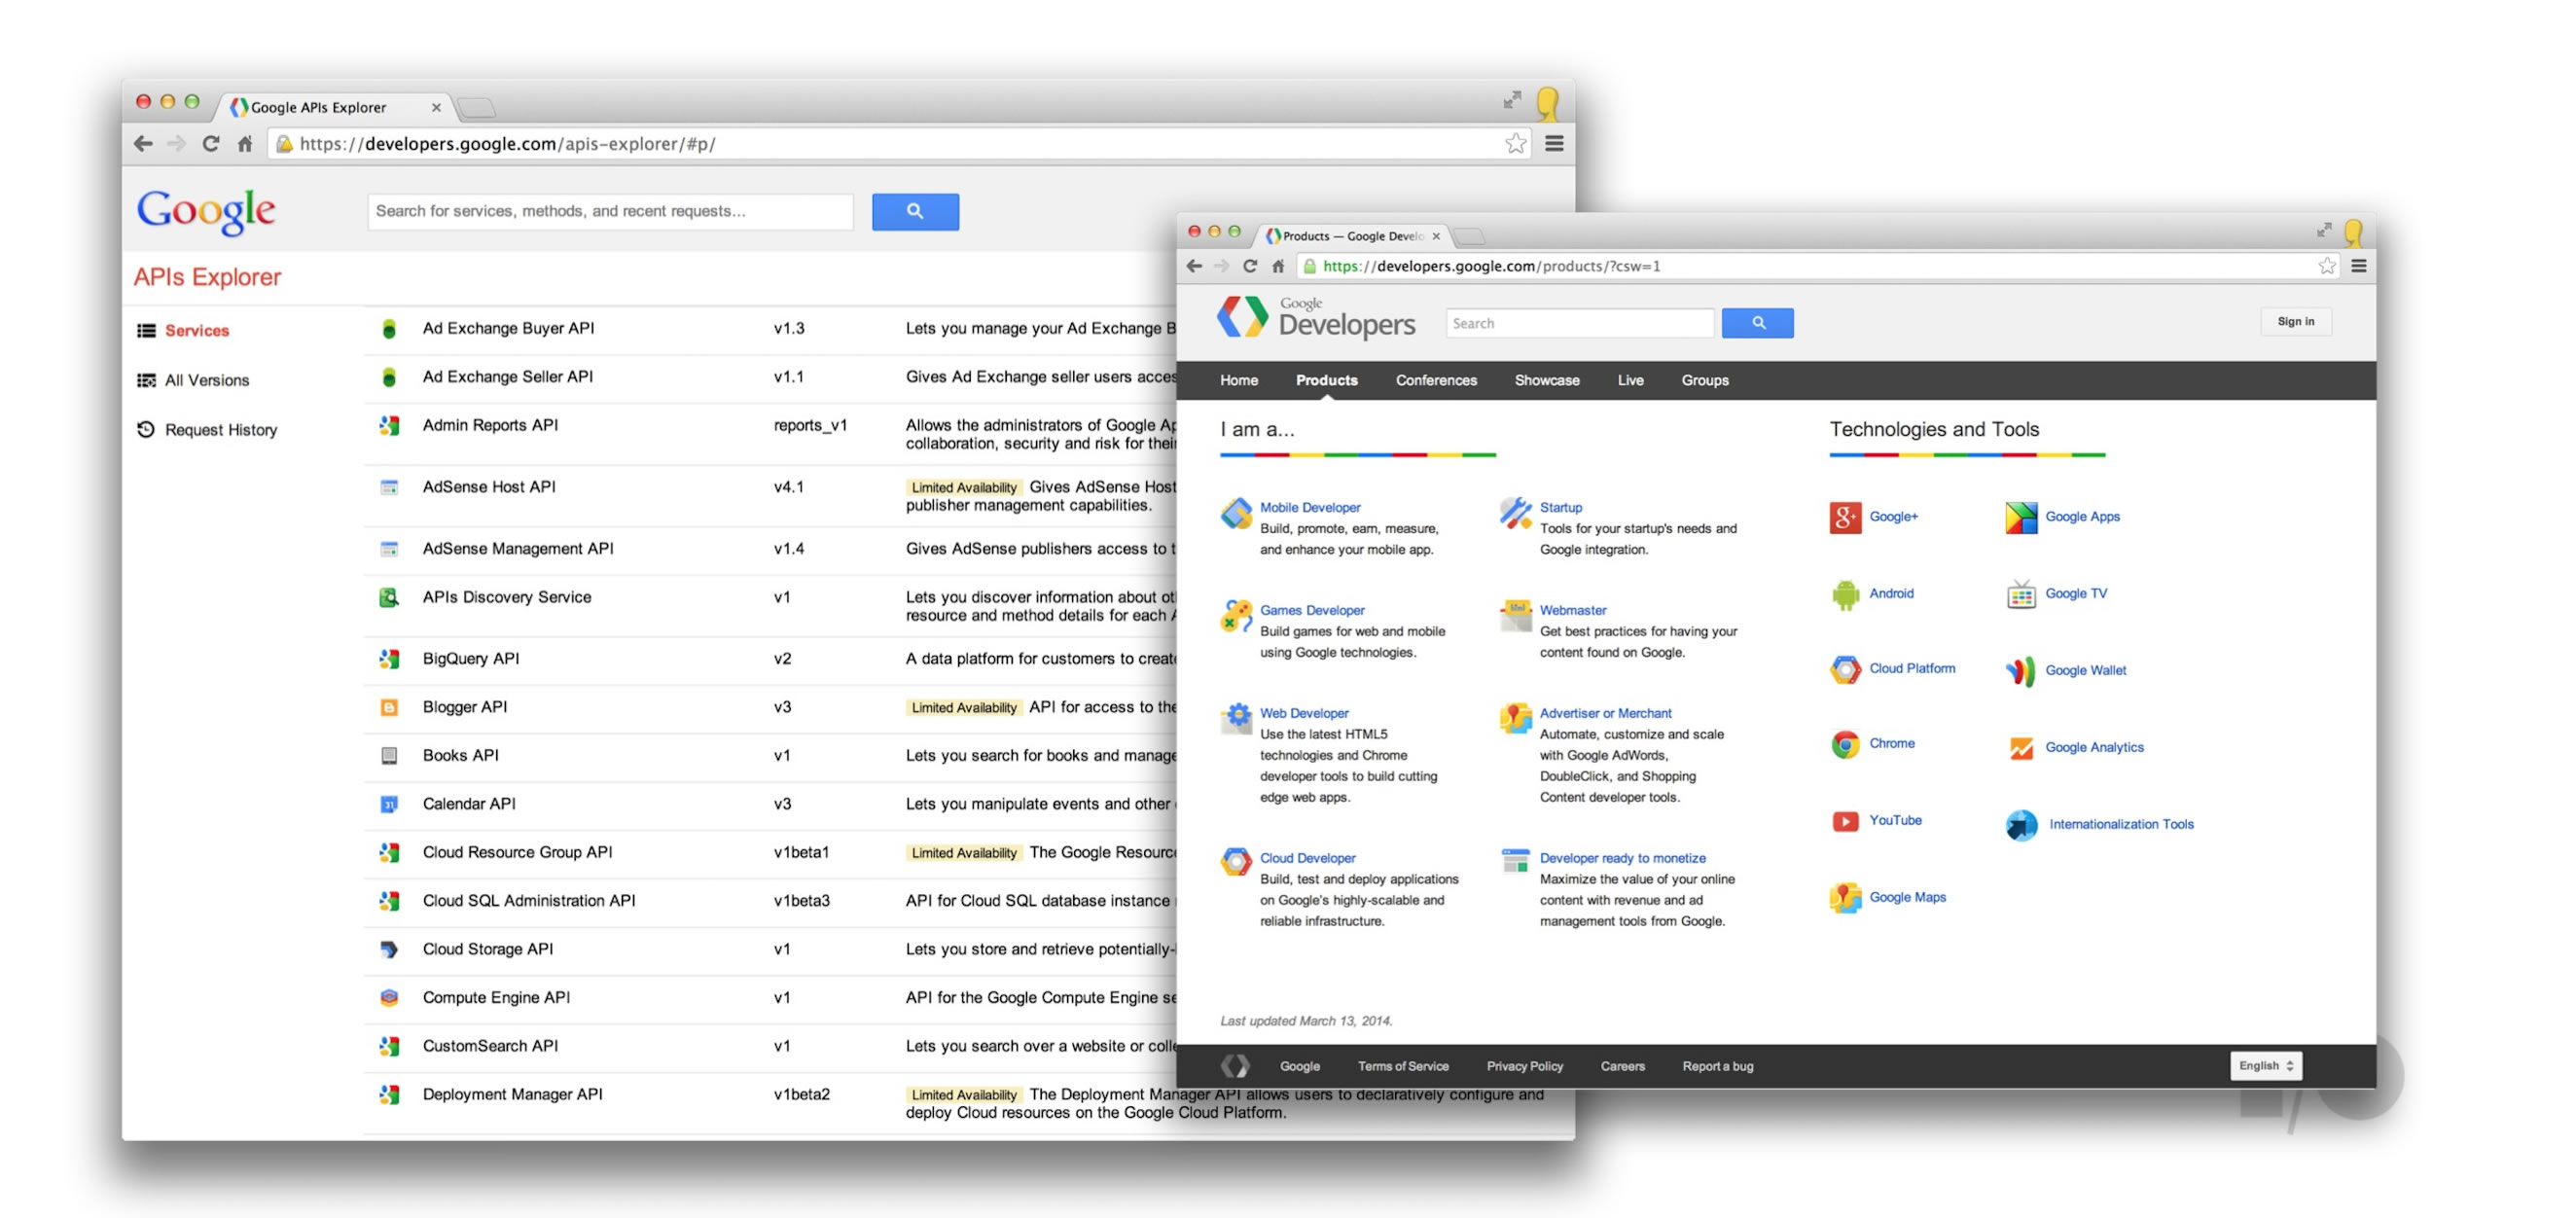 Google APIs Explorer
https://developers.google.com/apis-explorer/#p/
Google
Search for services, methods, and recent requests...
APIs Explorer
Services
All Versions
Request History
Ad Exchange Buyer API v1.3 Lets you manage your Ad Exchange
Ad Exchange Seller API v1.1 Gives Ad Exchange seller users
Admin Reports API reports_v1 Allows the administrators of Google
collaboration, security and risk for
AdSense Host API v4.1 Limited Availability Gives AdSense Host
publisher management capabilities.
AdSense Management API v1.4 Gives AdSense publishers access to
APIs Discovery Service v1 Lets you discover information about
resource and method details for each
BigQuery API v2 A data platform for customers to
Blogger API v3 Limited Availability API for access to the
Books API v1 Lets you search for books and
Calendar API v3 Lets you manipulate events and other
Cloud Resource Group API v1beta1 Limited Availability The Google
Cloud SQL Administration API v1beta3 API for Cloud SQL database instance
Cloud Storage API v1 Lets you store and retrieve potentially-
Compute Engine API v1 API for the Google Compute Engine
CustomSearch API v1 Lets you search over a website or
Deployment Manager API v1beta2 Limited Availability The Deployment Manager API allows users to declaratively configure and
deploy Cloud resources on the Google Cloud Platform.
Products — Google Develo
https://developers.google.com/products/?csw=1
Google
Developers
Search
Sign in
Home Products Conferences Showcase Live Groups
I am a...
Mobile Developer
Build, promote, earn, measure,
and enhance your mobile app.
Games Developer
Build games for web and mobile
using Google technologies.
Web Developer
Use the latest HTML5
technologies and Chrome
developer tools to build cutting
edge web apps.
Cloud Developer
Build, test and deploy applications
on Google's highly-scalable and
reliable infrastructure.
Startup
Tools for your startup's needs and
Google integration.
Webmaster
Get best practices for having your
content found on Google.
Advertiser or Merchant
Automate, customize and scale
with Google AdWords,
DoubleClick, and Shopping
Content developer tools.
Developer ready to monetize
Maximize the value of your online
content with revenue and ad
management tools from Google.
Technologies and Tools
Google+
Android
Cloud Platform
Chrome
YouTube
Google Maps
Google Apps
Google TV
Google Wallet
Google Analytics
Internationalization Tools
Last updated March 13, 2014.
Google Terms of Service Privacy Policy Careers Report a bug
English